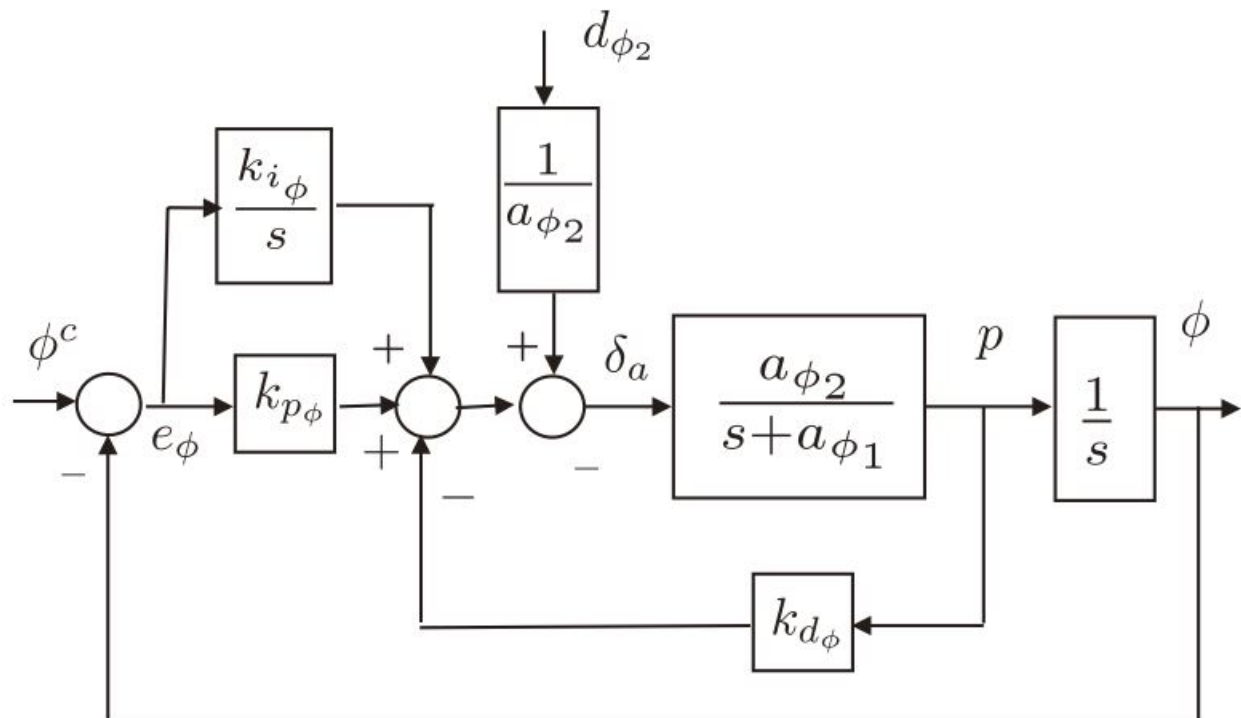 d_{ϕ_2}
k_{i_ϕ}
s
1
a_{ϕ_2}
ϕ^c
e_ϕ
−
k_{p_ϕ}
+
+
−
+
−
δ_a
a_{ϕ_2}
s+a_{ϕ_1}
p
1
s
ϕ
k_{d_ϕ}